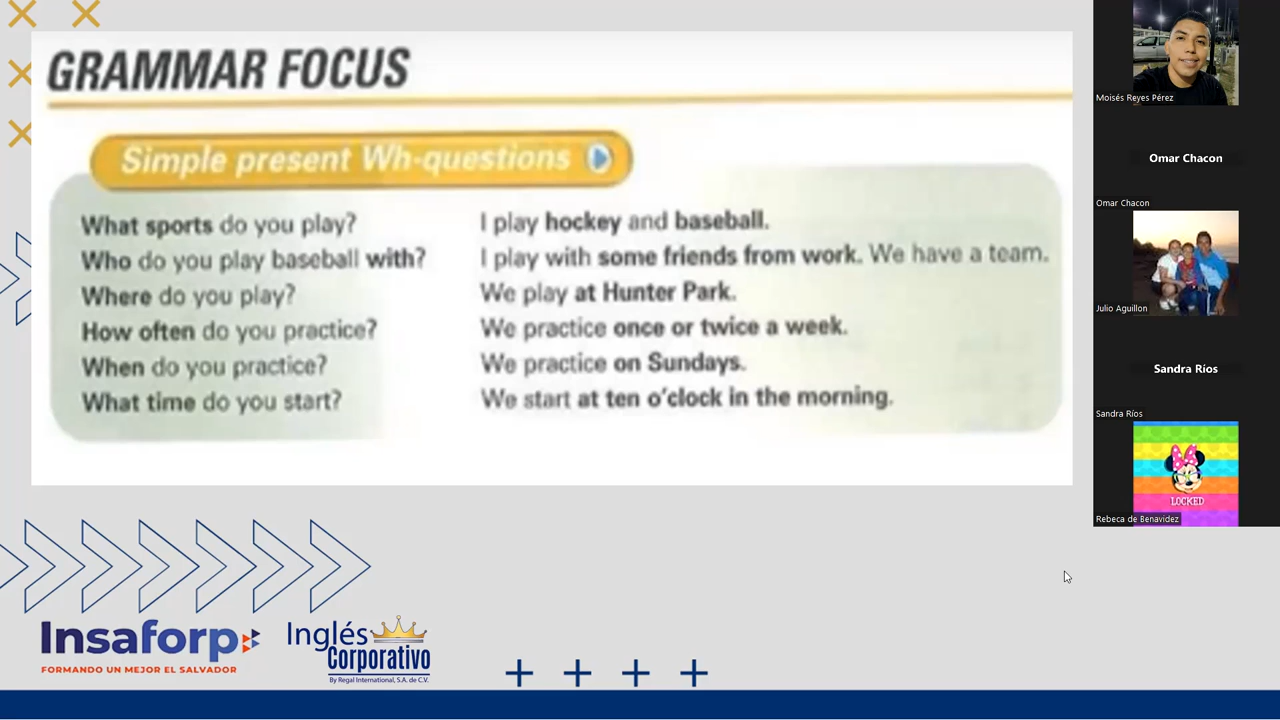 GRAMMAR FOCUS
Simple present Wh-questions
What sports do you play? I play hockey and baseball.
Who do you play baseball with? I play with some friends from work. We have a team.
Where do you play? We play at Hunter Park.
How often do you practice? We practice once or twice a week.
When do you practice? We practice on Sundays.
What time do you start? We start at ten o'clock in the morning.
Insaforp
FORMANDO UN MEJOR EL SALVADOR
Inglés
Corporativo
By Regal International, S.A. de C.V.
Moisés Reyes Pérez
Omar Chacon
Omar Chacon
Julio Aguillon
Sandra Ríos
Sandra Ríos
LOCKED
Rebeca de Benavidez